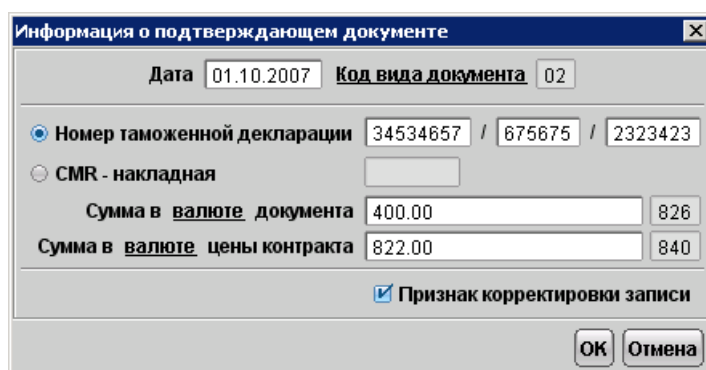 Информация о подтверждающем документе
Дата 01.10.2007 Код вида документа 02
Номер таможенной декларации 34534657 / 675675 / 2323423
CMR - накладная
Сумма в валюте документа 400.00 826
Сумма в валюте цены контракта 822.00 840
Признак корректировки записи
OK Отмена